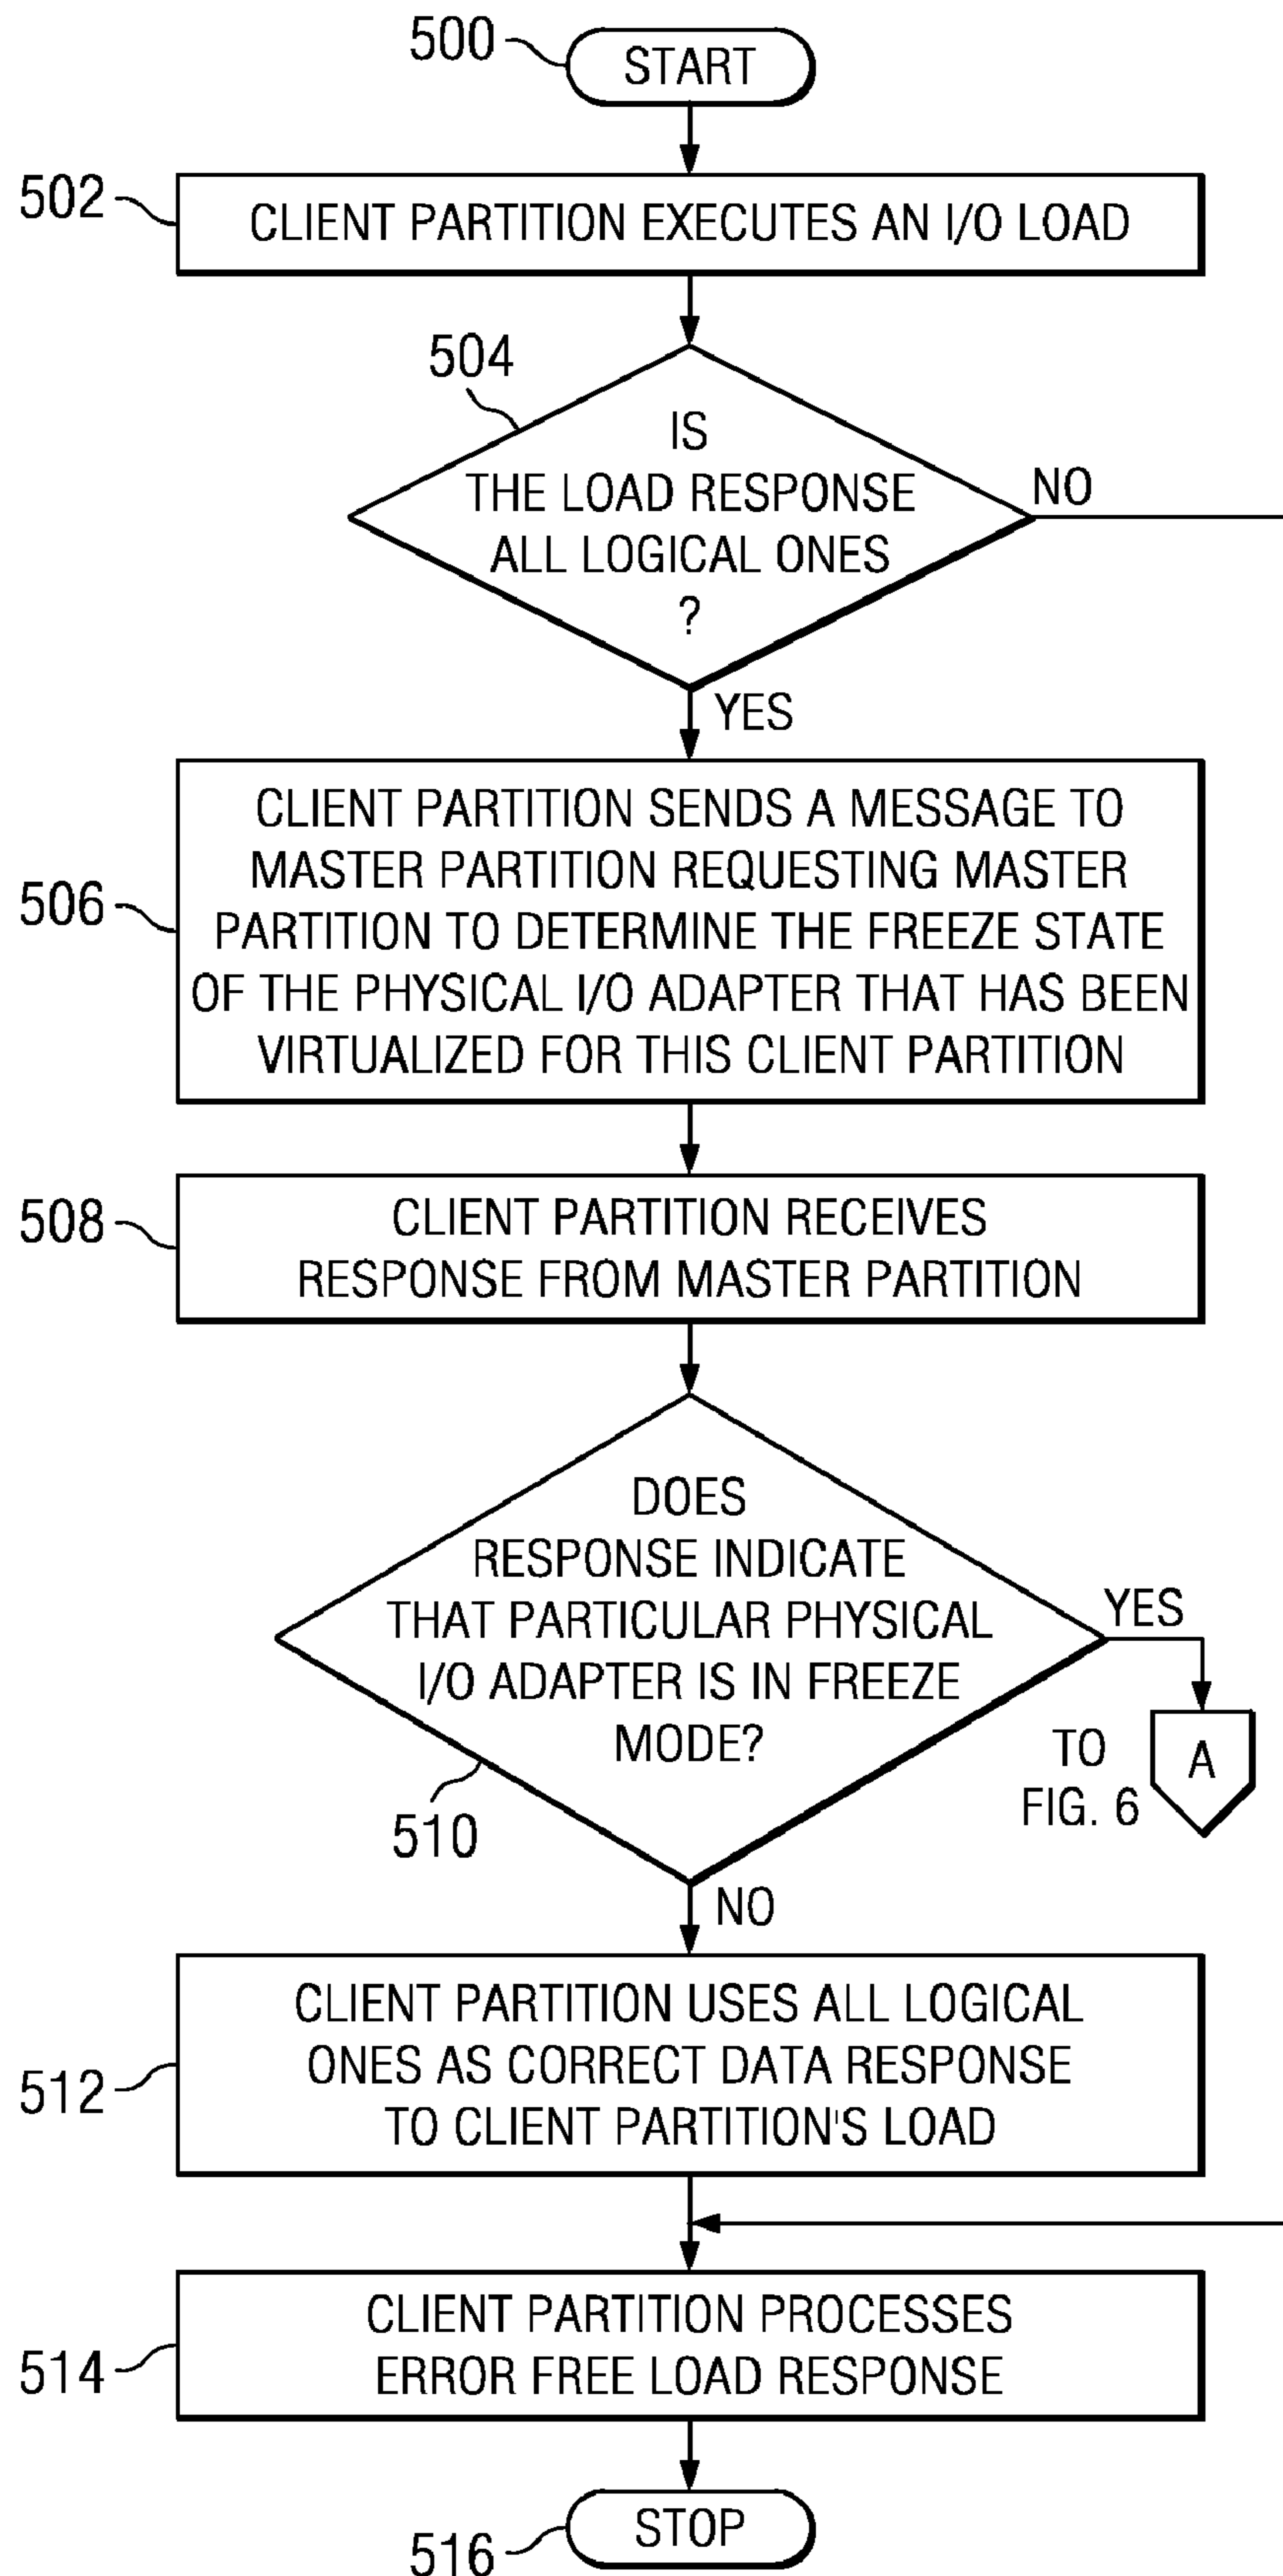 500
START
502
CLIENT PARTITION EXECUTES AN I/O LOAD
504
IS
THE LOAD RESPONSE
ALL LOGICAL ONES
?
NO
YES
506
CLIENT PARTITION SENDS A MESSAGE TO
MASTER PARTITION REQUESTING MASTER
PARTITION TO DETERMINE THE FREEZE STATE
OF THE PHYSICAL I/O ADAPTER THAT HAS BEEN
VIRTUALIZED FOR THIS CLIENT PARTITION
508
CLIENT PARTITION RECEIVES
RESPONSE FROM MASTER PARTITION
DOES
RESPONSE INDICATE
THAT PARTICULAR PHYSICAL
I/O ADAPTER IS IN FREEZE
MODE?
510
YES
TO
FIG. 6
A
NO
512
CLIENT PARTITION USES ALL LOGICAL
ONES AS CORRECT DATA RESPONSE
TO CLIENT PARTITION'S LOAD
514
CLIENT PARTITION PROCESSES
ERROR FREE LOAD RESPONSE
516
STOP